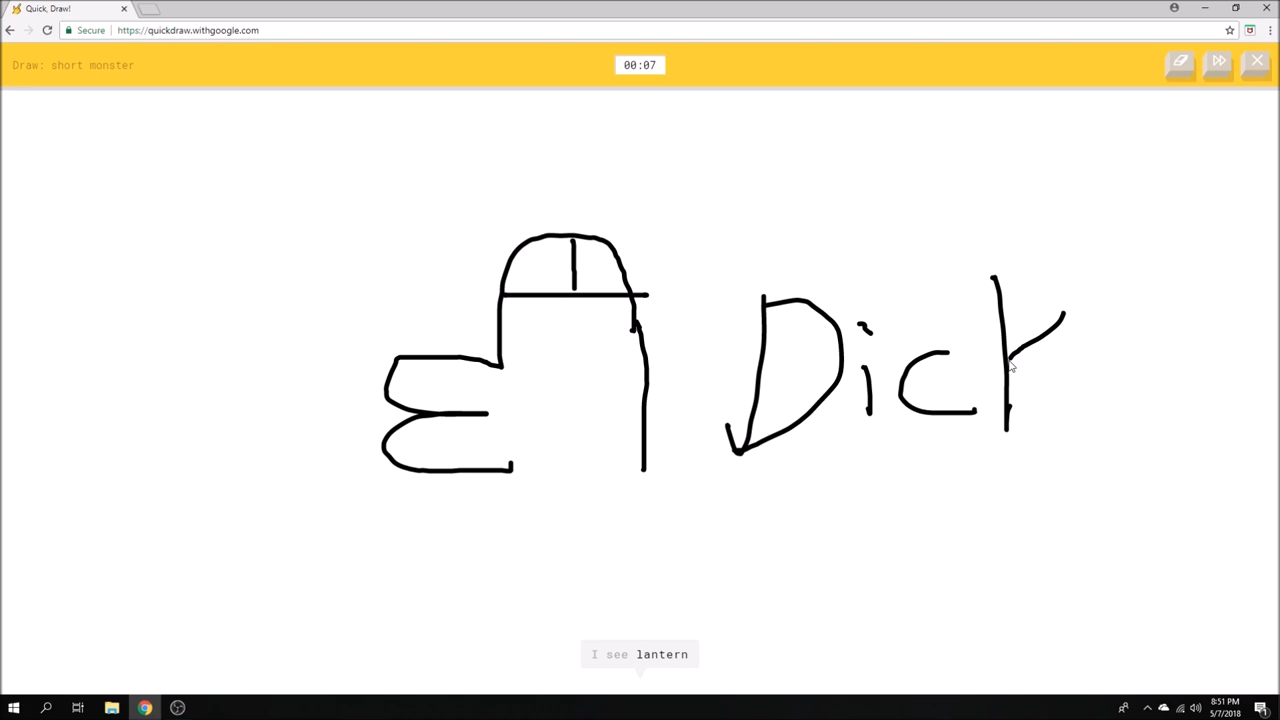 Quick, Draw!
Secure
https://quickdraw.withgoogle.com
Draw: short monster
00:07
Dick
I see lantern
8:51 PM
5/7/2018